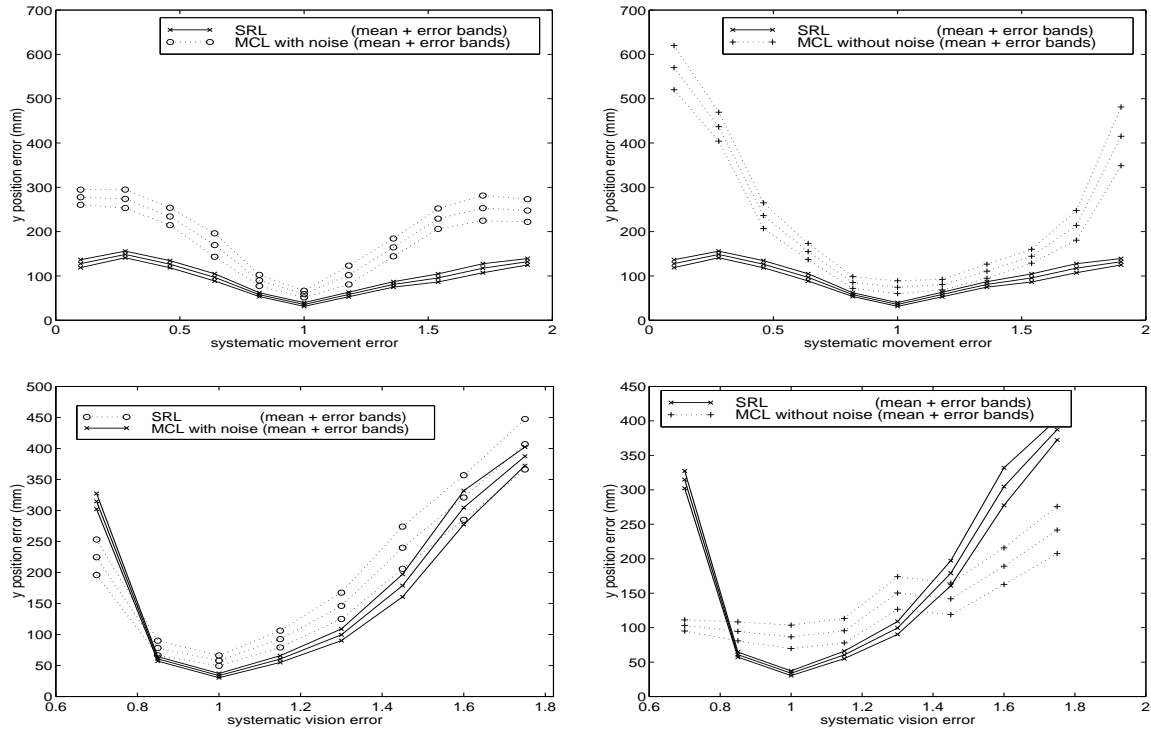 700
600
500
400
300
200
100
0
y position error (mm)
SRL (mean + error bands)
MCL with noise (mean + error bands)
0 0.5 1 1.5 2
systematic movement error
700
600
500
400
300
200
100
0
y position error (mm)
SRL (mean + error bands)
MCL without noise (mean + error bands)
0 0.5 1 1.5 2
systematic movement error
500
450
400
350
300
250
200
150
100
50
0
y position error (mm)
SRL (mean + error bands)
MCL with noise (mean + error bands)
0.6 0.8 1 1.2 1.4 1.6 1.8
systematic vision error
450
400
350
300
250
200
150
100
50
0
y position error (mm)
SRL (mean + error bands)
MCL without noise (mean + error bands)
0.6 0.8 1 1.2 1.4 1.6 1.8 2
systematic vision error